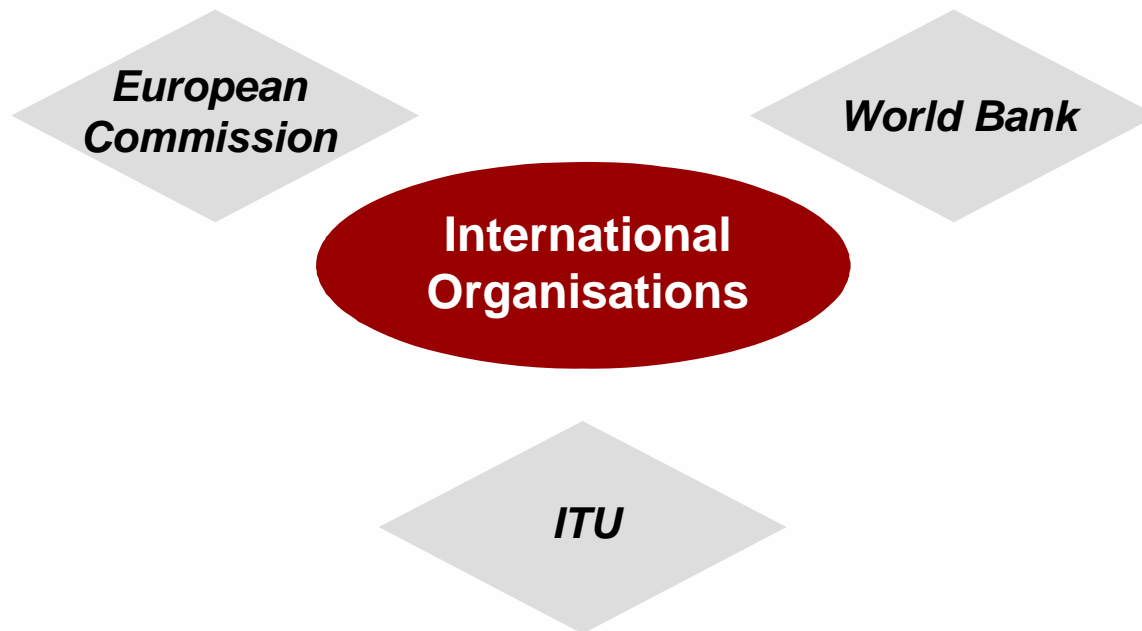 European
Commission
World Bank
International
Organisations
ITU